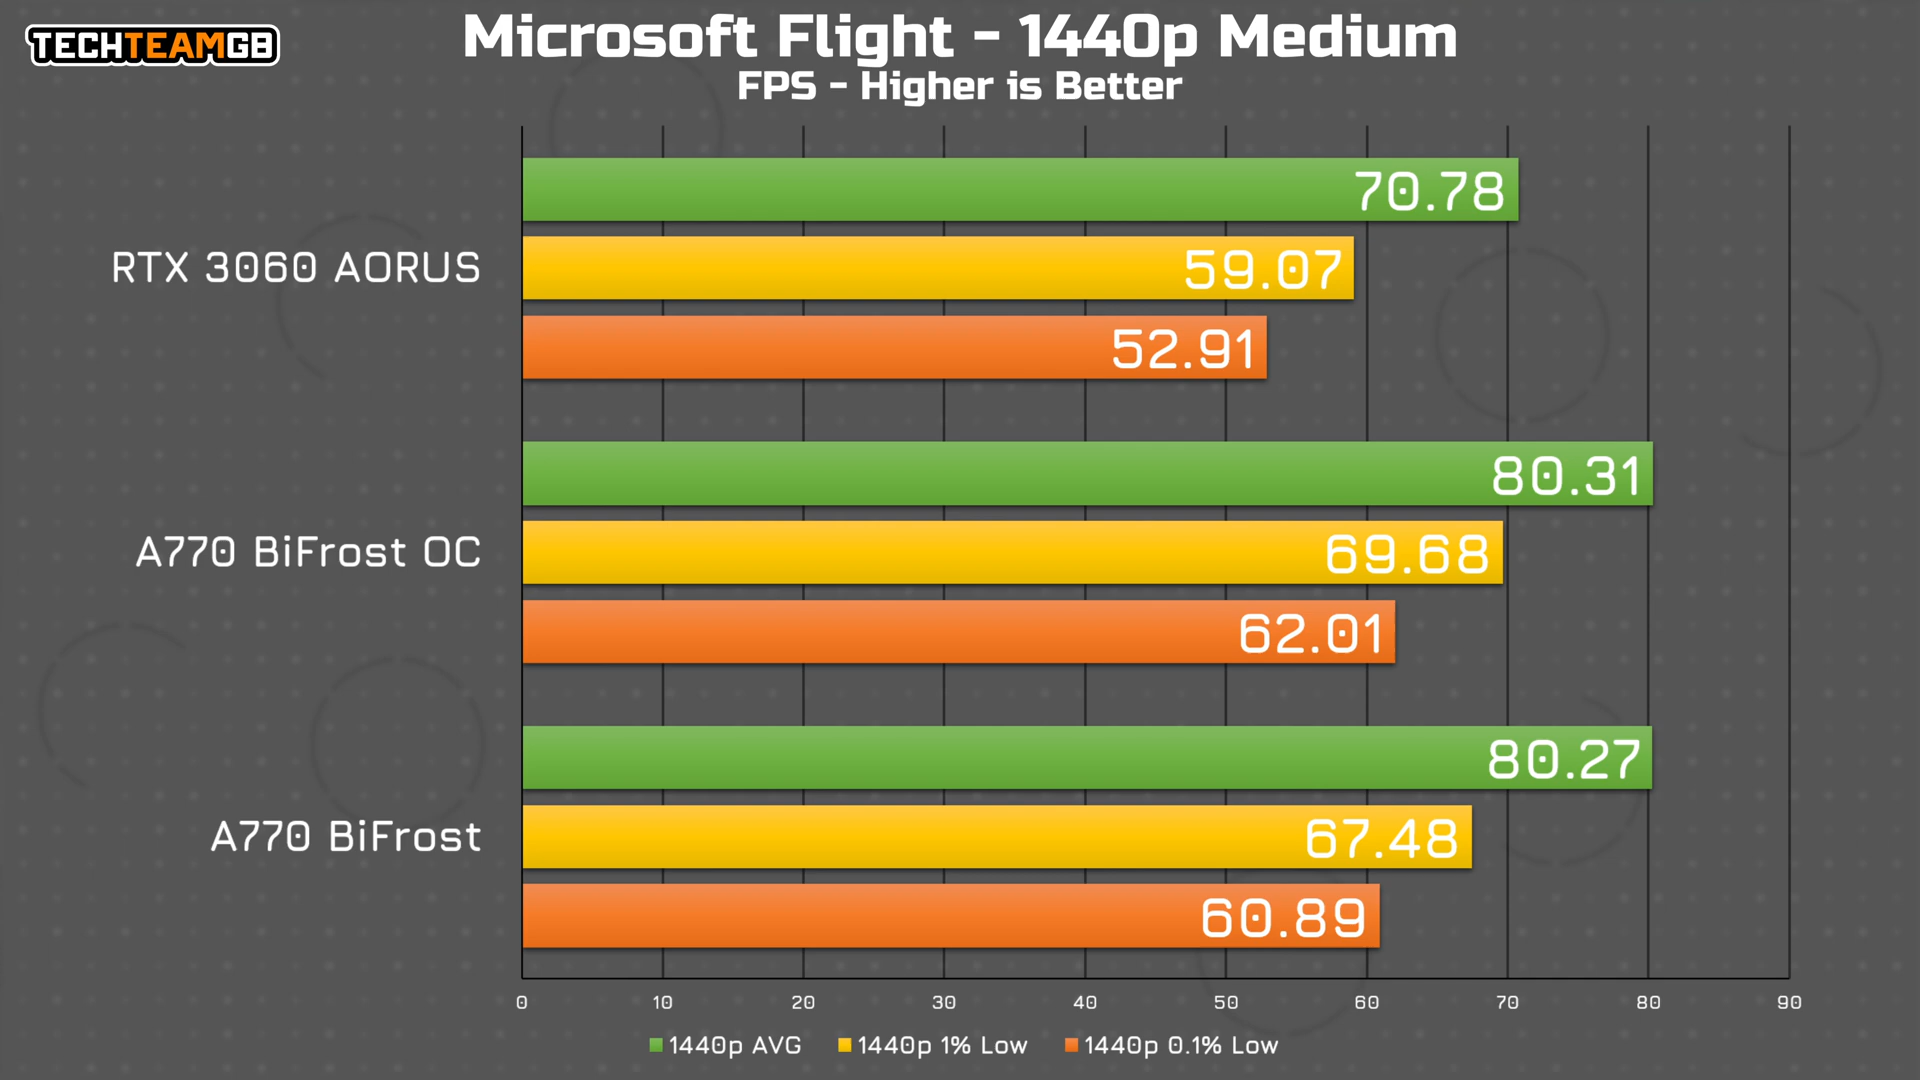 TECHTEAMGB
Microsoft Flight - 1440p Medium
FPS - Higher is Better
RTX 3060 AORUS
70.78
59.07
52.91
A770 BiFrost OC
80.31
69.68
62.01
A770 BiFrost
80.27
67.48
60.89
0 10 20 30 40 50 60 70 80 90
1440p AVG 1440p 1% Low 1440p 0.1% Low